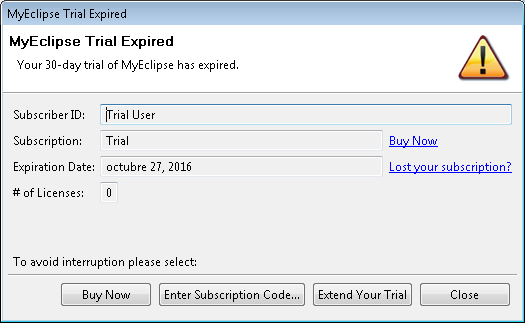 MyEclipse Trial Expired
MyEclipse Trial Expired
Your 30-day trial of MyEclipse has expired.
Subscriber ID: Trial User
Subscription: Trial Buy Now
Expiration Date: octubre 27, 2016 Lost your subscription?
# of Licenses: 0
To avoid interruption please select:
Buy Now Enter Subscription Code... Extend Your Trial Close